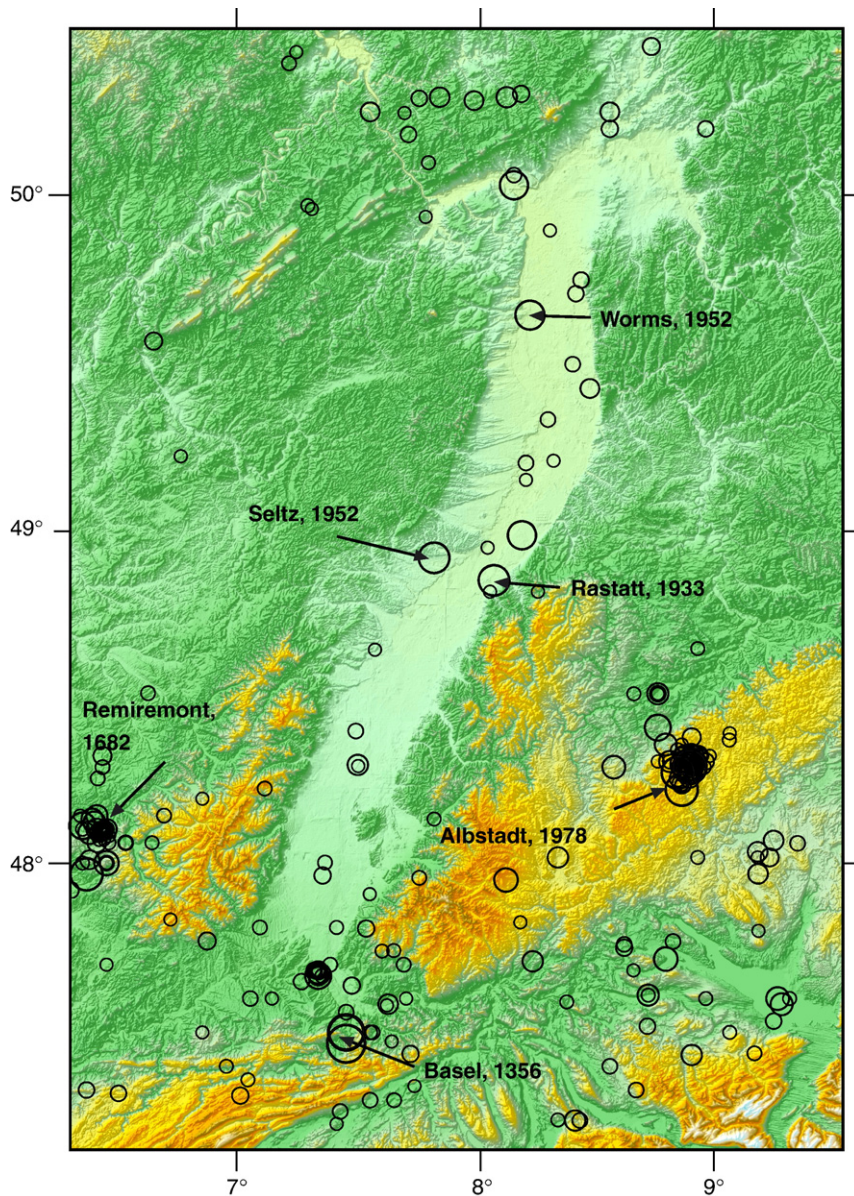 50°
Worms, 1952
Seltz, 1952
49°
Rastatt, 1933
Remiremont,
1682
Albstadt, 1978
48°
Basel, 1356
7°
8°
9°